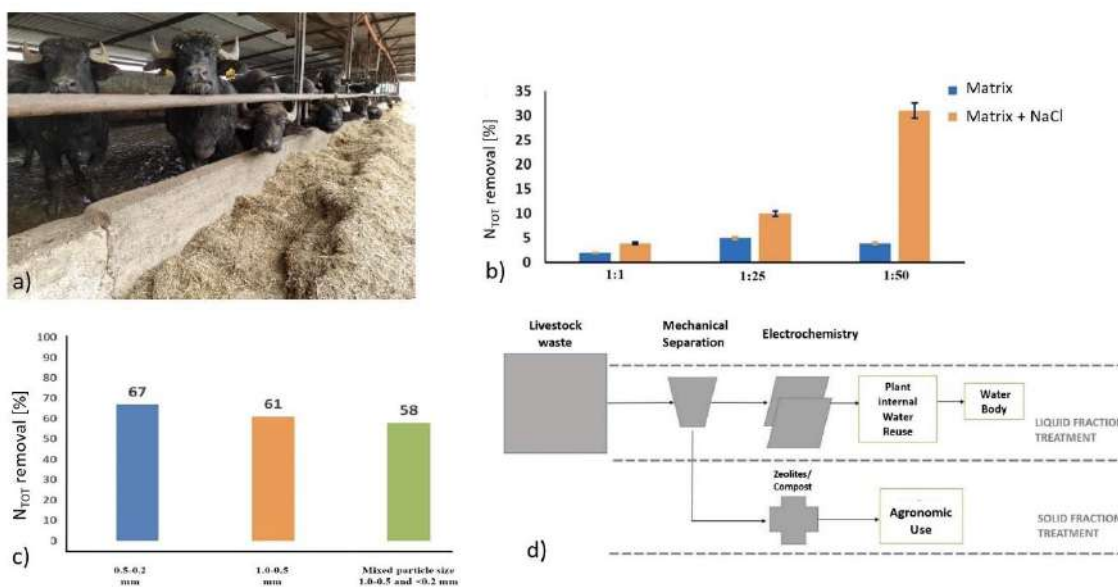 a)
Matrix
Matrix + NaCl
N_TOT removal [%]
35
30
25
20
15
10
5
0
1:1
1:25
1:50
b)
N_TOT removal [%]
100
90
80
70
60
50
40
30
20
10
0
67
61
58
0.5-0.2
mm
1.0-0.5
mm
Mixed particle size
1.0-0.5 and <0.2 mm
c)
Livestock
waste
Mechanical
Separation
Electrochemistry
Plant
internal
Water
Reuse
Water
Body
LIQUID FRACTION
TREATMENT
Zeolites/
Compost
Agronomic
Use
SOLID FRACTION
TREATMENT
d)